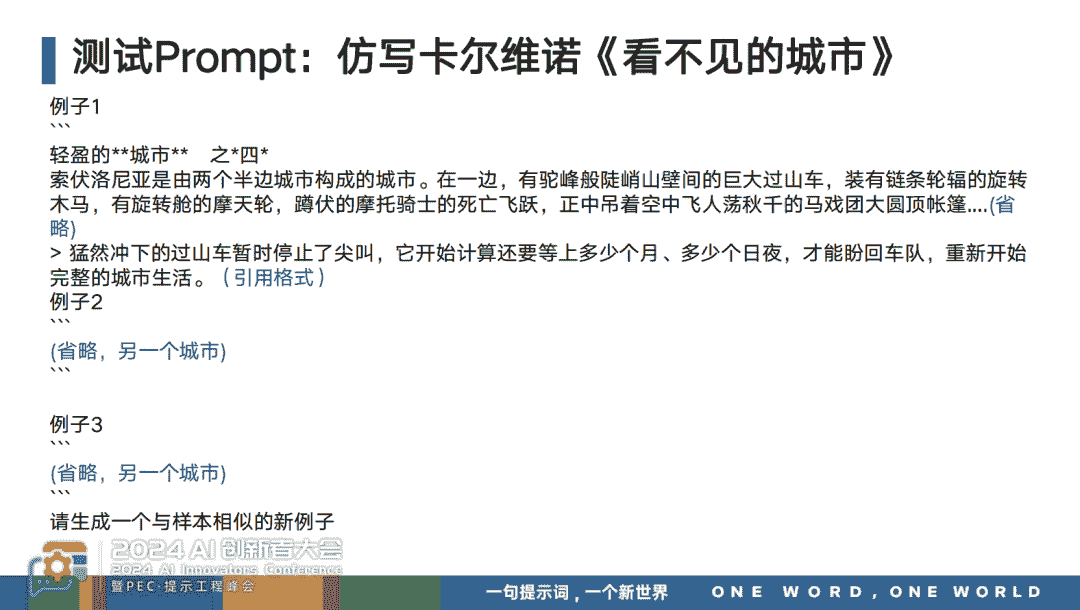 测试Prompt：仿写卡尔维诺《看不见的城市》
例子1
```
轻盈的**城市** 之*四*
索伏洛尼亚是由两个半边城市构成的城市。在一边，有驼峰般陡峭山壁间的巨大过山车，装有链条轮辐的旋转
木马，有旋转舱的摩天轮，蹲伏的摩托骑士的死亡飞跃，正中吊着空中飞人荡秋千的马戏团大圆顶帐篷....(省
略)
> 猛然冲下的过山车暂时停止了尖叫，它开始计算还要等上多少个月、多少个日夜，才能盼回车队，重新开始
完整的城市生活。（引用格式）
例子2
```
(省略，另一个城市)
```
例子3
```
(省略，另一个城市)
```
请生成一个与样本相似的新例子
2024 AI 创新者大会
2024 AI Innovators Conference
暨PEC·提示工程峰会
一句提示词，一个新世界
ONE WORD, ONE WORLD